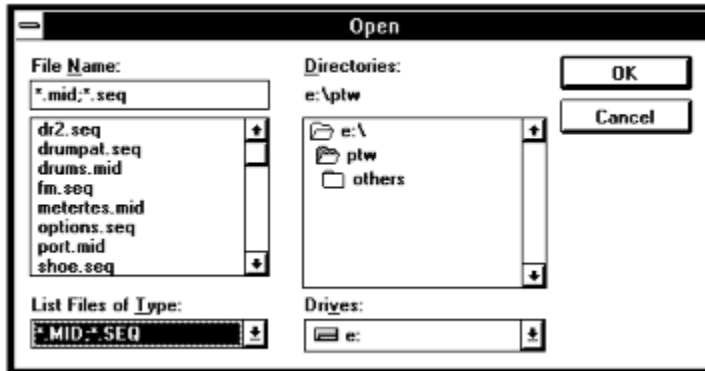 Open
File Name:
*.mid;*.seq
dr2.seq
drumpat.seq
drums.mid
fm.seq
metertes.mid
options.seq
port.mid
shoe.seq
List Files of Type:
*.MID;*.SEQ
Directories:
e:\ptw
e:\
ptw
others
Drives:
e:
OK
Cancel